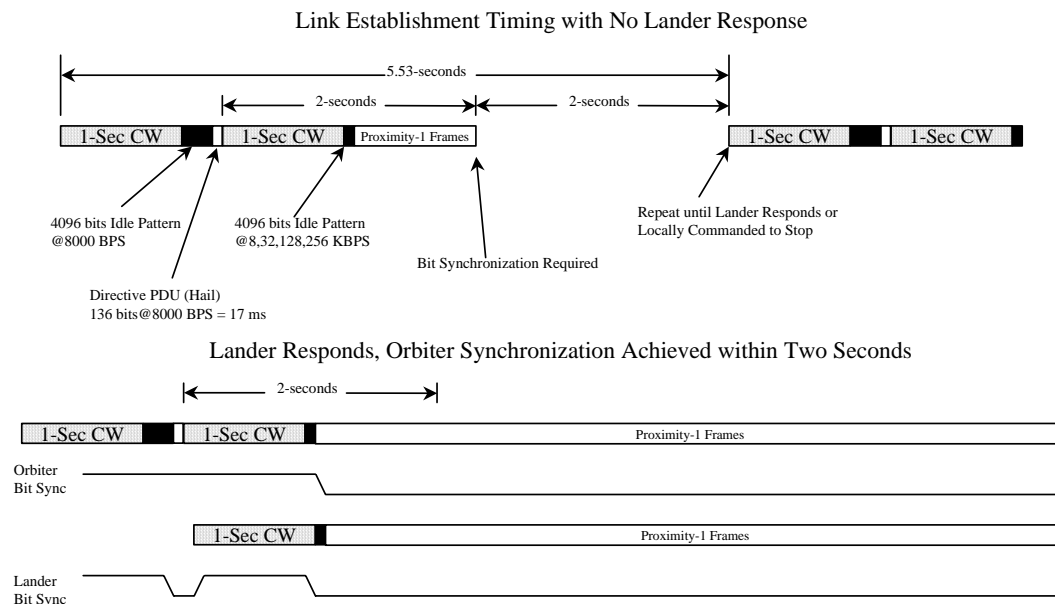 Link Establishment Timing with No Lander Response
5.53-seconds
2-seconds
2-seconds
1-Sec CW
1-Sec CW
Proximity-1 Frames
1-Sec CW
1-Sec CW
4096 bits Idle Pattern
@8000 BPS
4096 bits Idle Pattern
@8,32,128,256 KBPS
Repeat until Lander Responds or
Locally Commanded to Stop
Bit Synchronization Required
Directive PDU (Hail)
136 bits@8000 BPS = 17 ms
Lander Responds, Orbiter Synchronization Achieved within Two Seconds
2-seconds
1-Sec CW
1-Sec CW
Proximity-1 Frames
Orbiter
Bit Sync
1-Sec CW
Proximity-1 Frames
Lander
Bit Sync